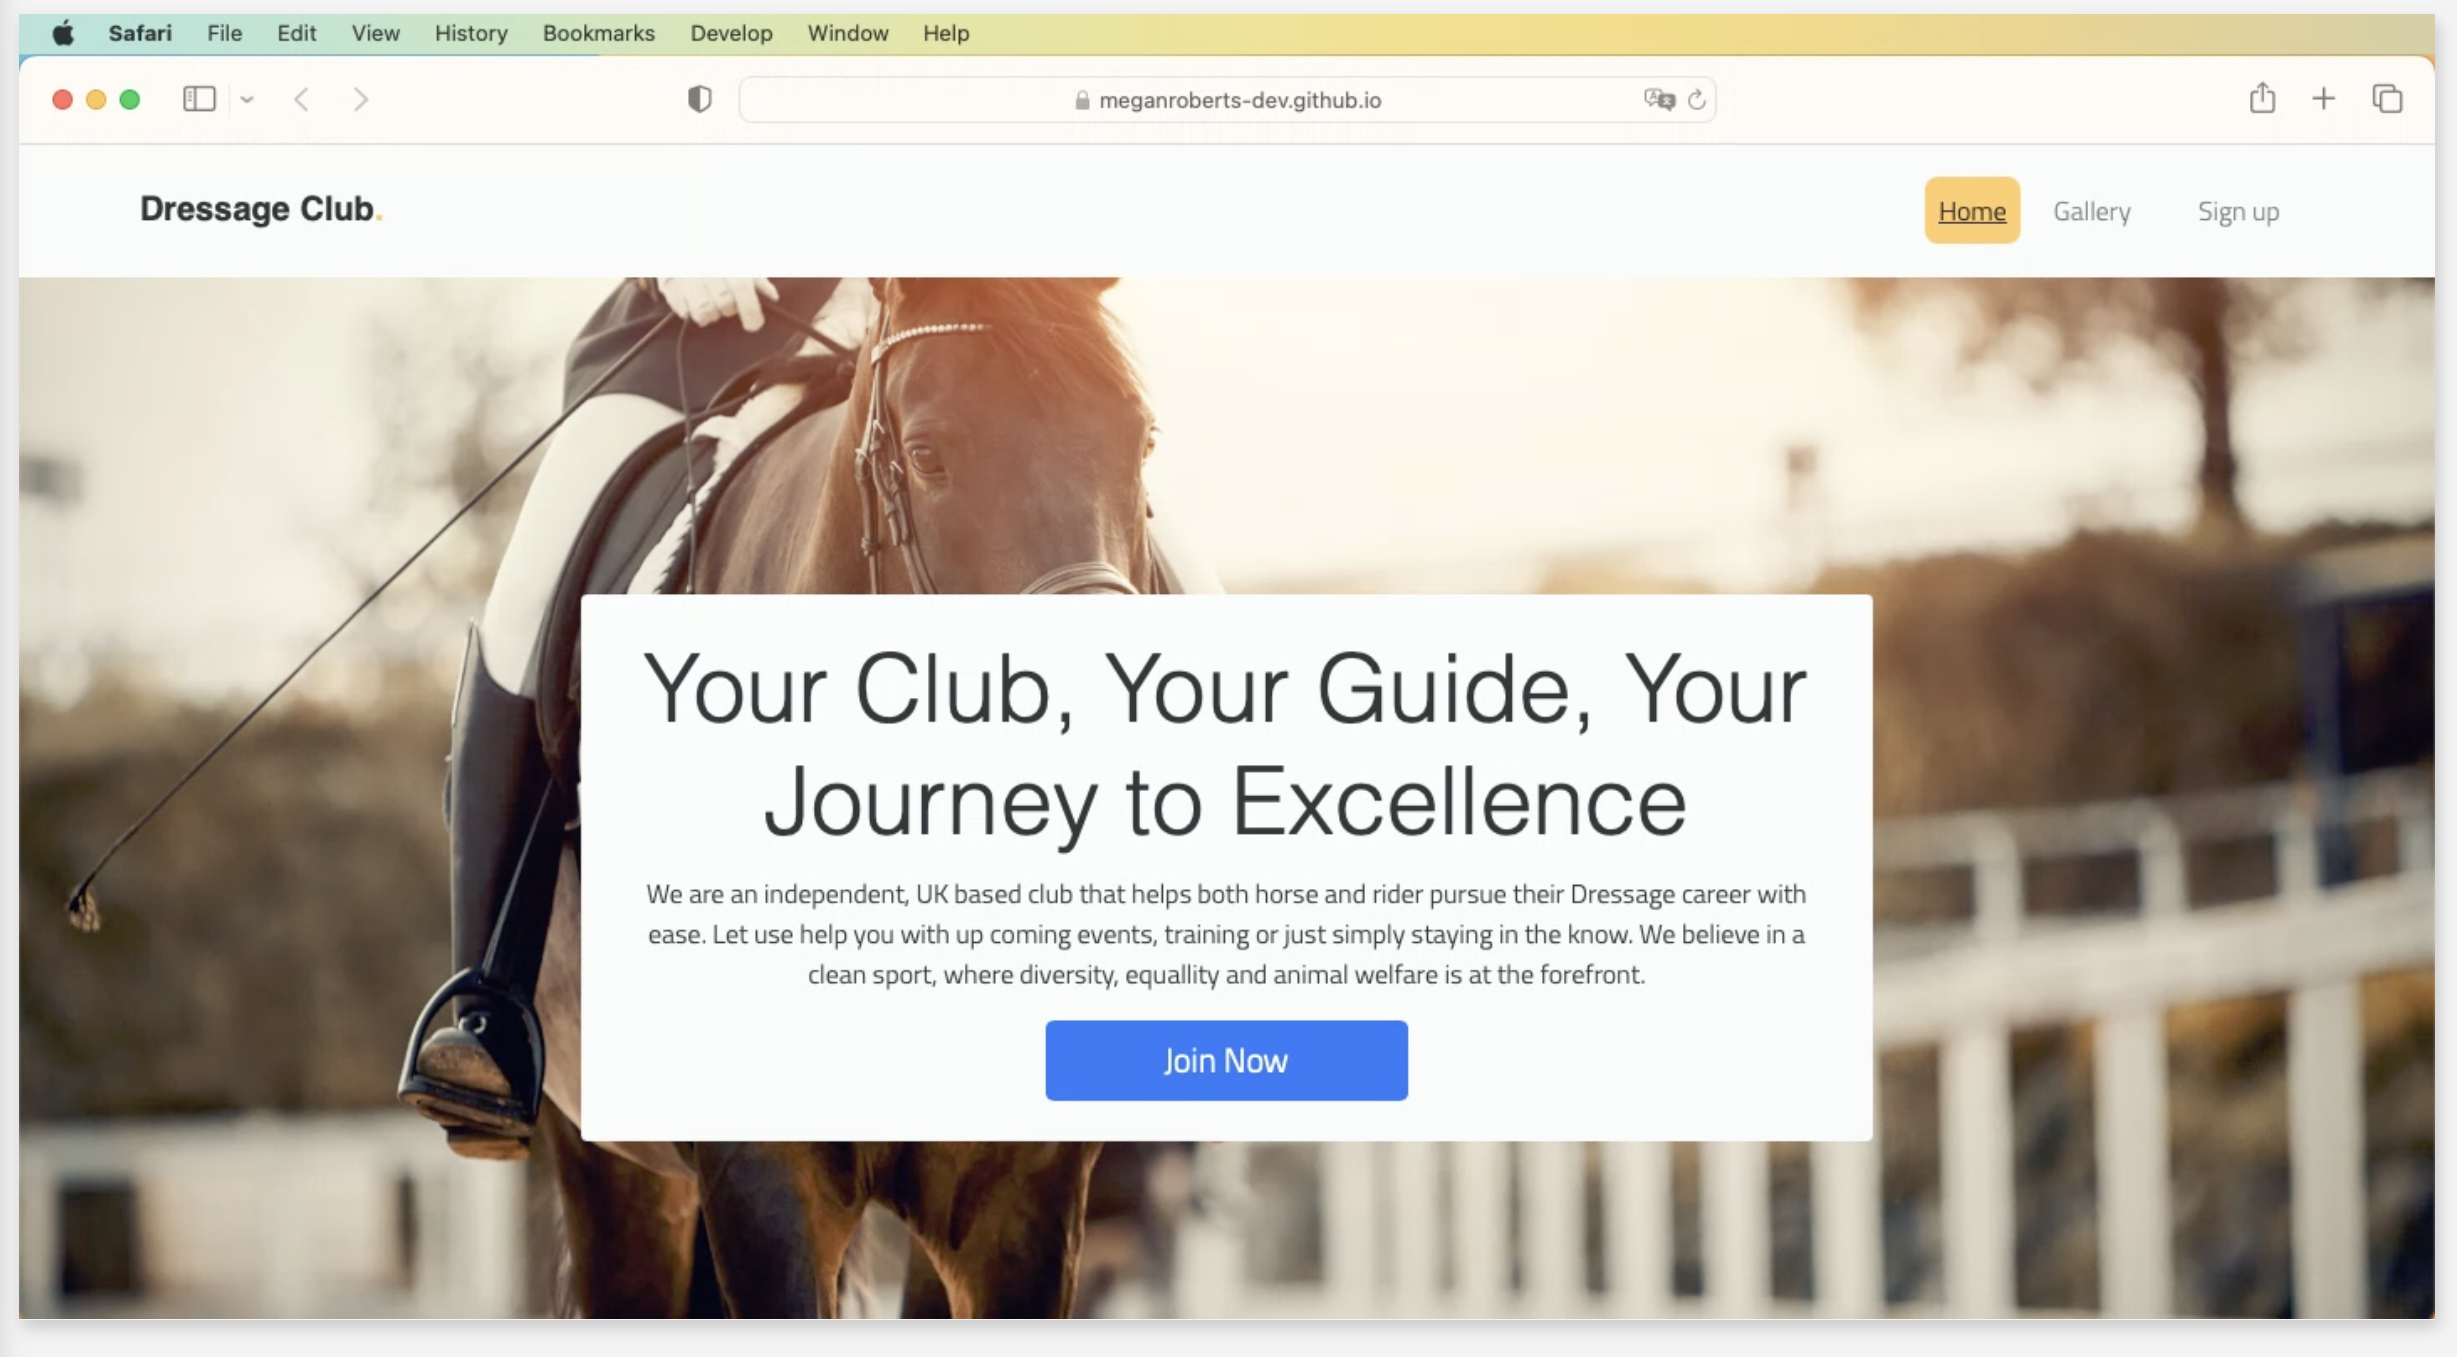 Safari File Edit View History Bookmarks Develop Window Help
meganroberts-dev.github.io
Dressage Club.
Home Gallery Sign up
Your Club, Your Guide, Your
Journey to Excellence
We are an independent, UK based club that helps both horse and rider pursue their Dressage career with
ease. Let use help you with up coming events, training or just simply staying in the know. We believe in a
clean sport, where diversity, equallity and animal welfare is at the forefront.
Join Now